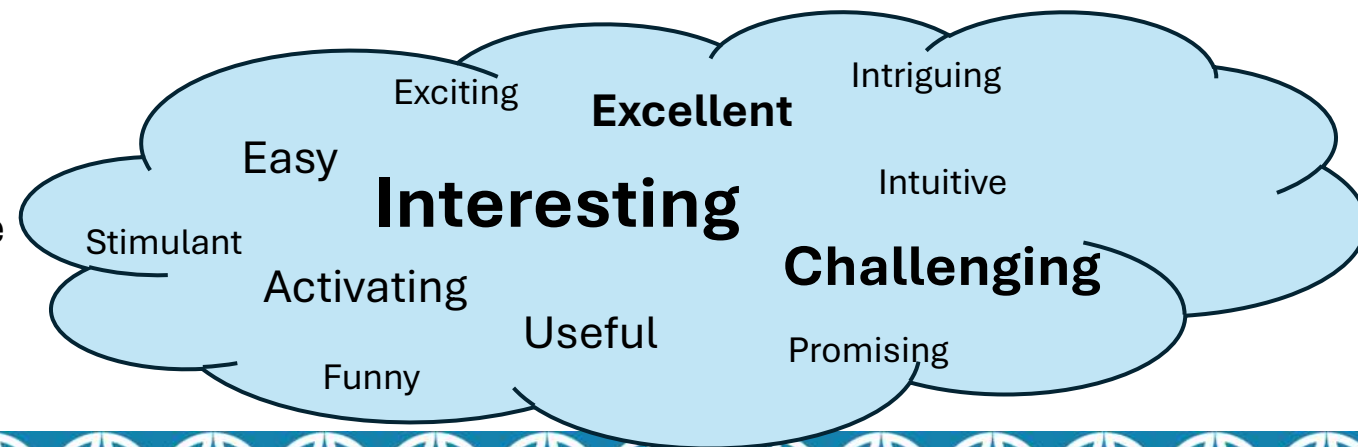 Exciting
Excellent
Intriguing
Easy
Interesting
Intuitive
Stimulant
Challenging
Activating
Useful
Promising
Funny